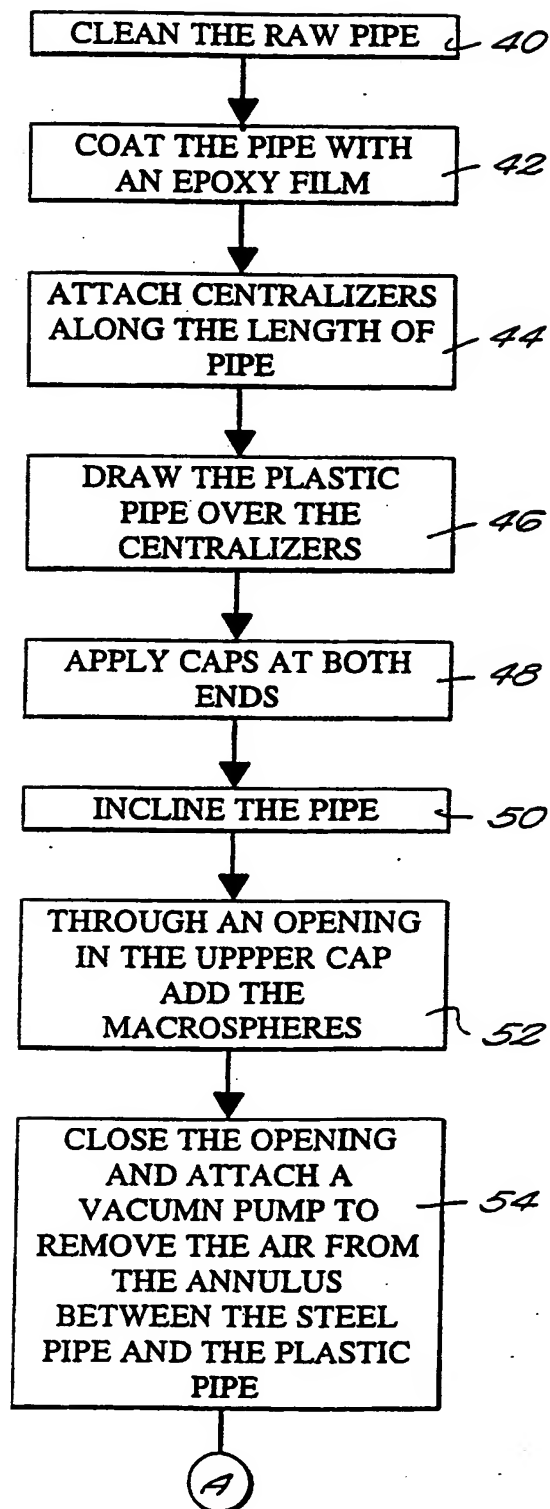 CLEAN THE RAW PIPE 40
COAT THE PIPE WITH
AN EPOXY FILM 42
ATTACH CENTRALIZERS
ALONG THE LENGTH OF
PIPE 44
DRAW THE PLASTIC
PIPE OVER THE
CENTRALIZERS 46
APPLY CAPS AT BOTH
ENDS 48
INCLINE THE PIPE 50
THROUGH AN OPENING
IN THE UPPPER CAP
ADD THE
MACROSPHERES 52
CLOSE THE OPENING
AND ATTACH A
VACUMN PUMP TO 54
REMOVE THE AIR FROM
THE ANNULUS
BETWEEN THE STEEL
PIPE AND THE PLASTIC
PIPE
A